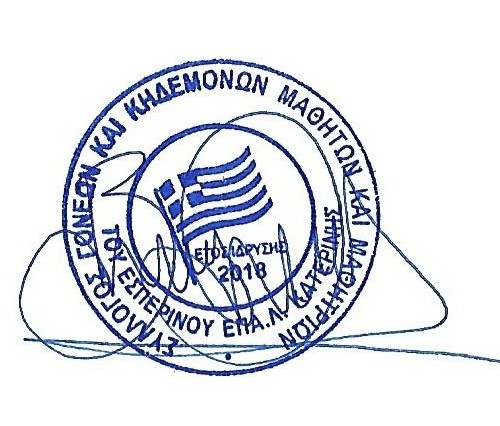 ΣΥΛΛΟΓΟΣ ΓΟΝΕΩΝ ΚΑΙ ΚΗΔΕΜΟΝΩΝ ΜΑΘΗΤΩΝ ΚΑΙ ΜΑΘΗΤΡΙΩΝ
ΤΟΥ ΕΣΠΕΡΙΝΟΥ ΕΠΑ.Λ. ΚΑΤΕΡΙΝΗΣ
ΕΤΟΣ ΙΔΡΥΣΗΣ
2018